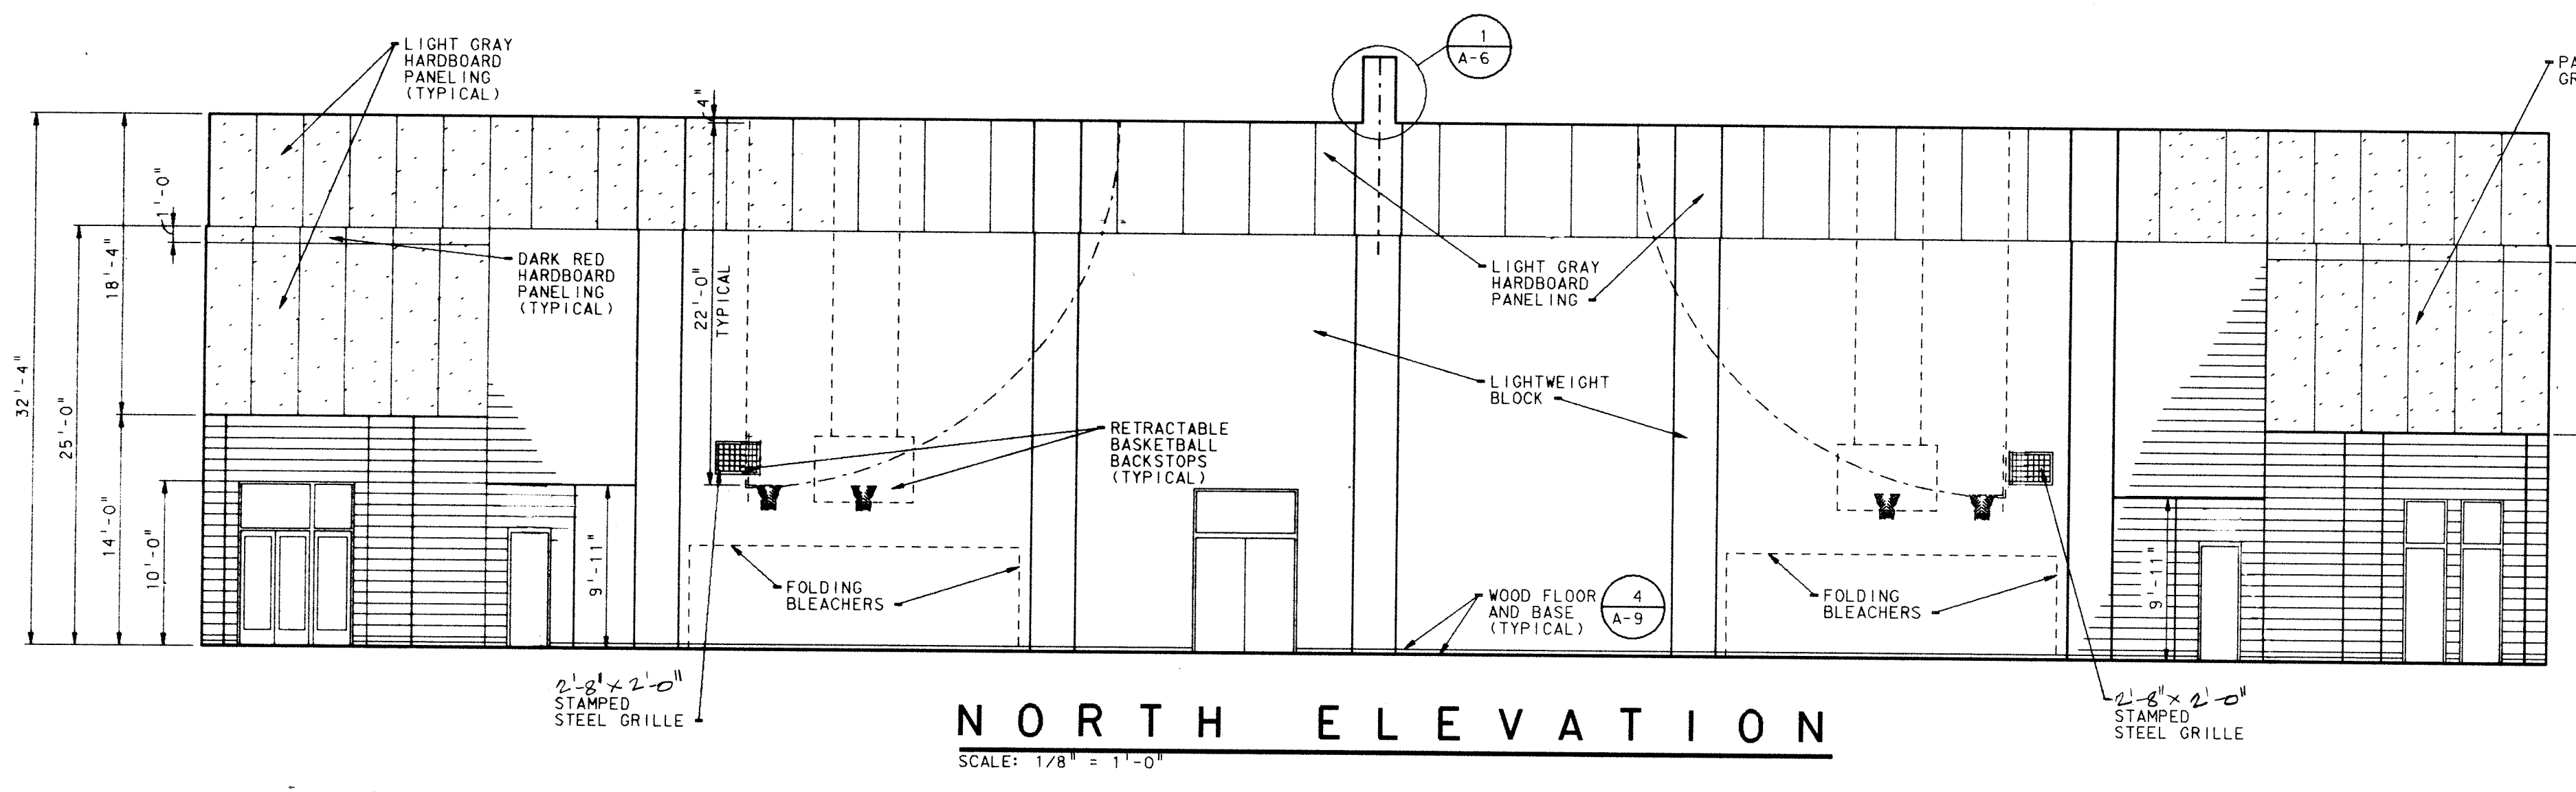 LIGHT GRAY
HARDBOARD
PANELING
(TYPICAL)
1
A-6
PA
GR
4"
1'-0"
32'-4"
25'-0"
18'-4"
14'-0"
10'-0"
DARK RED
HARDBOARD
PANELING
(TYPICAL)
22'-0"
TYPICAL
LIGHT GRAY
HARDBOARD
PANELING
LIGHTWEIGHT
BLOCK
RETRACTABLE
BASKETBALL
BACKSTOPS
(TYPICAL)
9'-11"
FOLDING
BLEACHERS
WOOD FLOOR
AND BASE
(TYPICAL)
4
A-9
FOLDING
BLEACHERS
9'-11"
2'-8" x 2'-0"
STAMPED
STEEL GRILLE
2'-8" x 2'-0"
STAMPED
STEEL GRILLE
NORTH ELEVATION
SCALE: 1/8" = 1'-0"